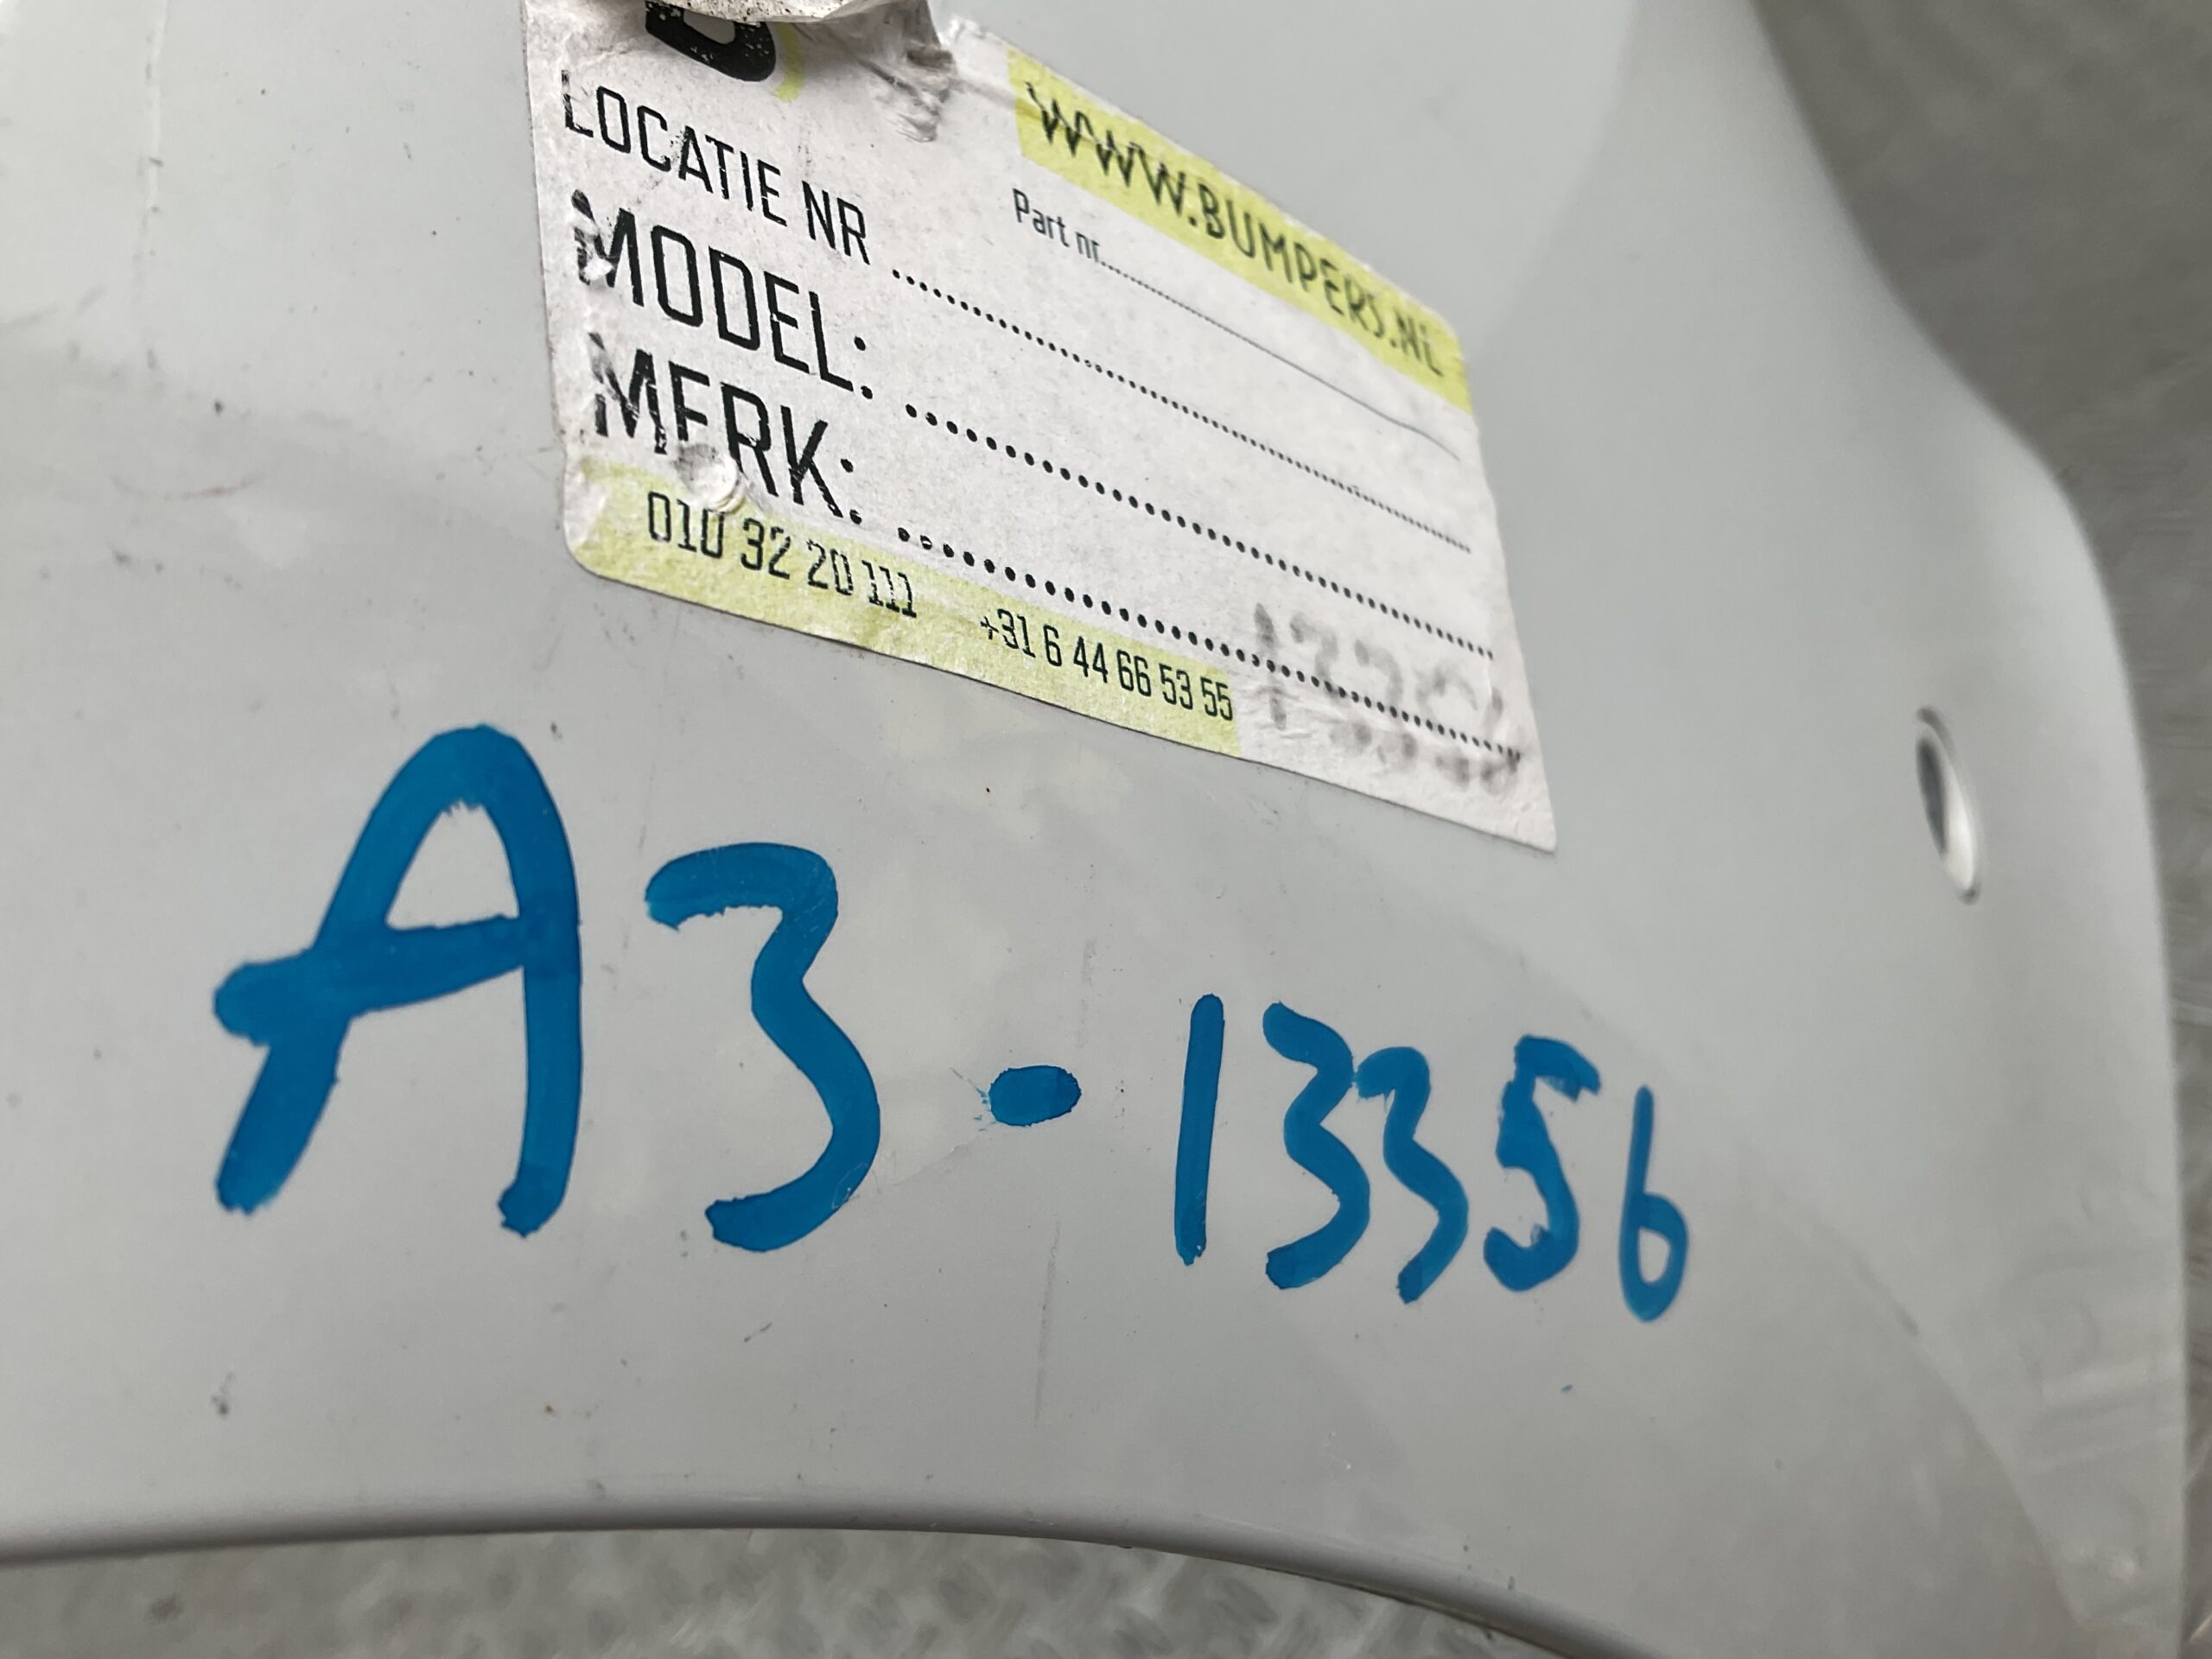 WWW.BUMPERS.NL
Part nr.........................
LOCATIE NR .........................
MODEL: .........................
MERK: .........................
010 32 20 111 +31 6 44 66 53 55
A3-13356